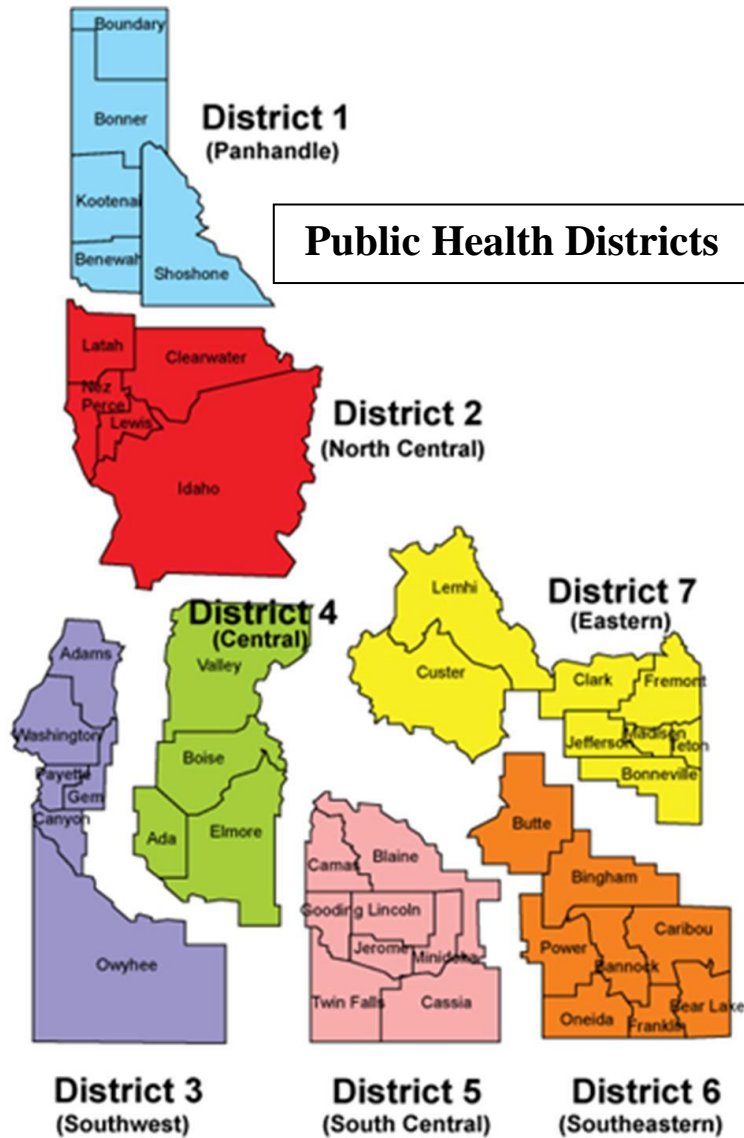 Boundary
Bonner
District 1
(Panhandle)
Kootenai
Public Health Districts
Benewah
Shoshone
Latah
Clearwater
Nez
Perce
Lewis
District 2
(North Central)
Idaho
Lemhi
District 7
(Eastern)
District 4
(Central)
Adams
Valley
Custer
Clark
Fremont
Washington
Madison
Jefferson
Teton
Boise
Payette
Bonneville
Gem
Canyon
Butte
Ada
Elmore
Camas
Blaine
Bingham
Gooding
Lincoln
Caribou
Jerome
Minidoka
Power
Bannock
Owyhee
Twin Falls
Cassia
Oneida
Franklin
Bear Lake
District 3
(Southwest)
District 5
(South Central)
District 6
(Southeastern)